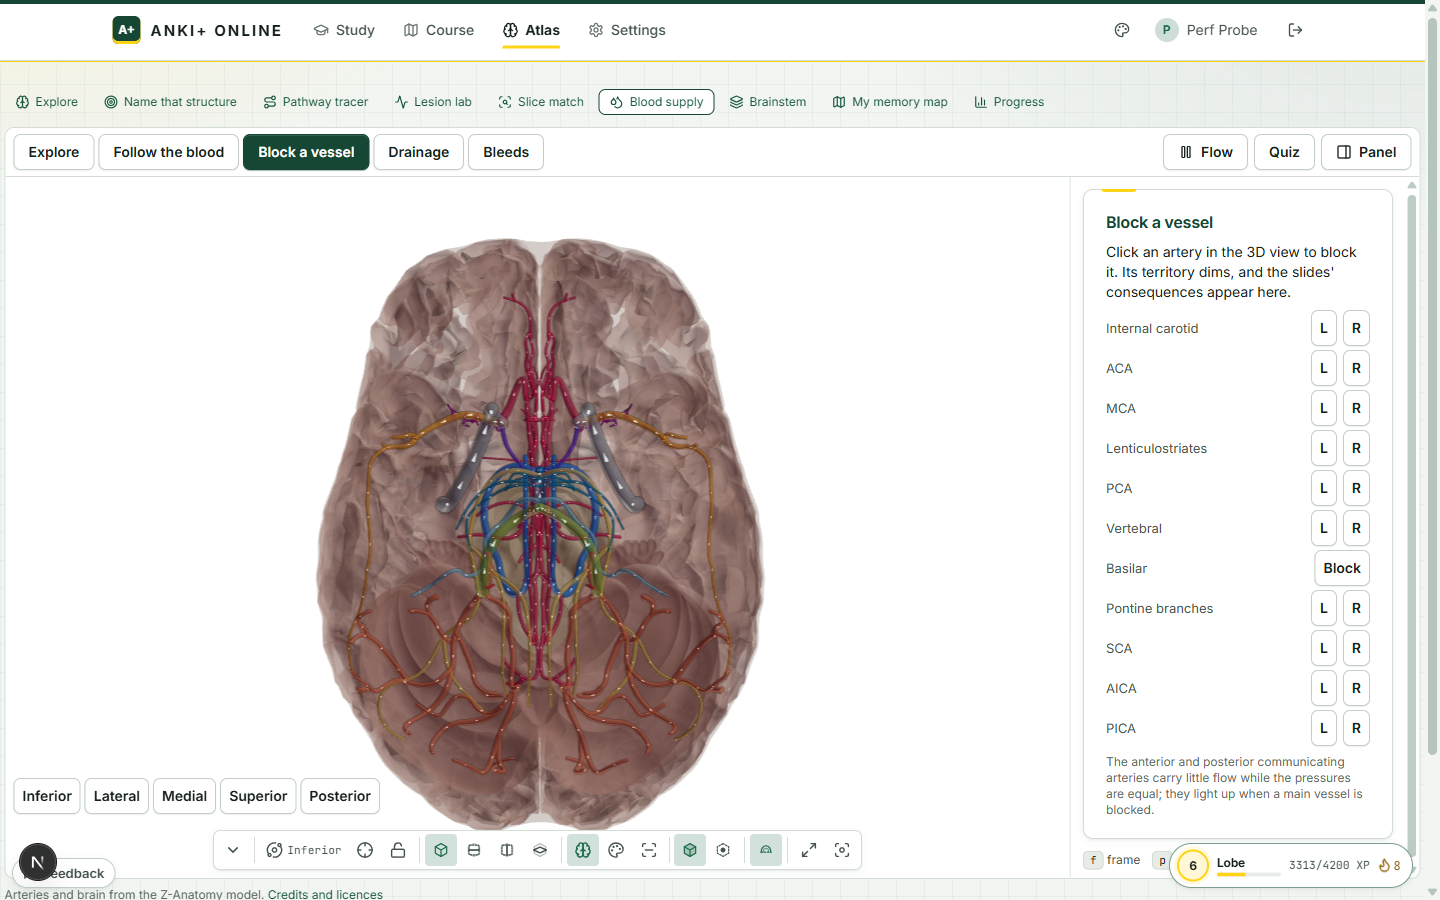 A+ ANKI+ ONLINE Study Course Atlas Settings P Perf Probe
Explore Name that structure Pathway tracer Lesion lab Slice match Blood supply Brainstem My memory map Progress
Explore Follow the blood Block a vessel Drainage Bleeds Flow Quiz Panel
Block a vessel
Click an artery in the 3D view to block
it. Its territory dims, and the slides'
consequences appear here.
Internal carotid L R
ACA L R
MCA L R
Lenticulostriates L R
PCA L R
Vertebral L R
Basilar Block
Pontine branches L R
SCA L R
AICA L R
PICA L R
The anterior and posterior communicating
arteries carry little flow while the pressures
are equal; they light up when a main vessel is
blocked.
Inferior Lateral Medial Superior Posterior
Inferior
f frame p
6 Lobe 3313/4200 XP 8
N eedback
Arteries and brain from the Z-Anatomy model. Credits and licences